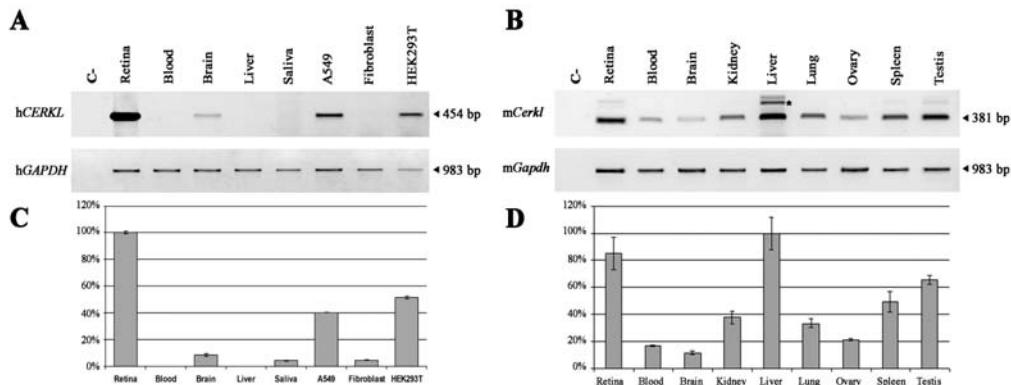 A
C-
Retina
Blood
Brain
Liver
Saliva
A549
Fibroblast
HEK293T
hCERKL
454 bp
hGAPDH
983 bp
B
C-
Retina
Blood
Brain
Kidney
Liver
Lung
Ovary
Spleen
Testis
mCerkl
*
381 bp
mGapdh
983 bp
C
120%
100%
80%
60%
40%
20%
0%
Retina Blood Brain Liver Saliva A549 Fibroblast HEK293T
D
120%
100%
80%
60%
40%
20%
0%
Retina Blood Brain Kidney Liver Lung Ovary Spleen Testis